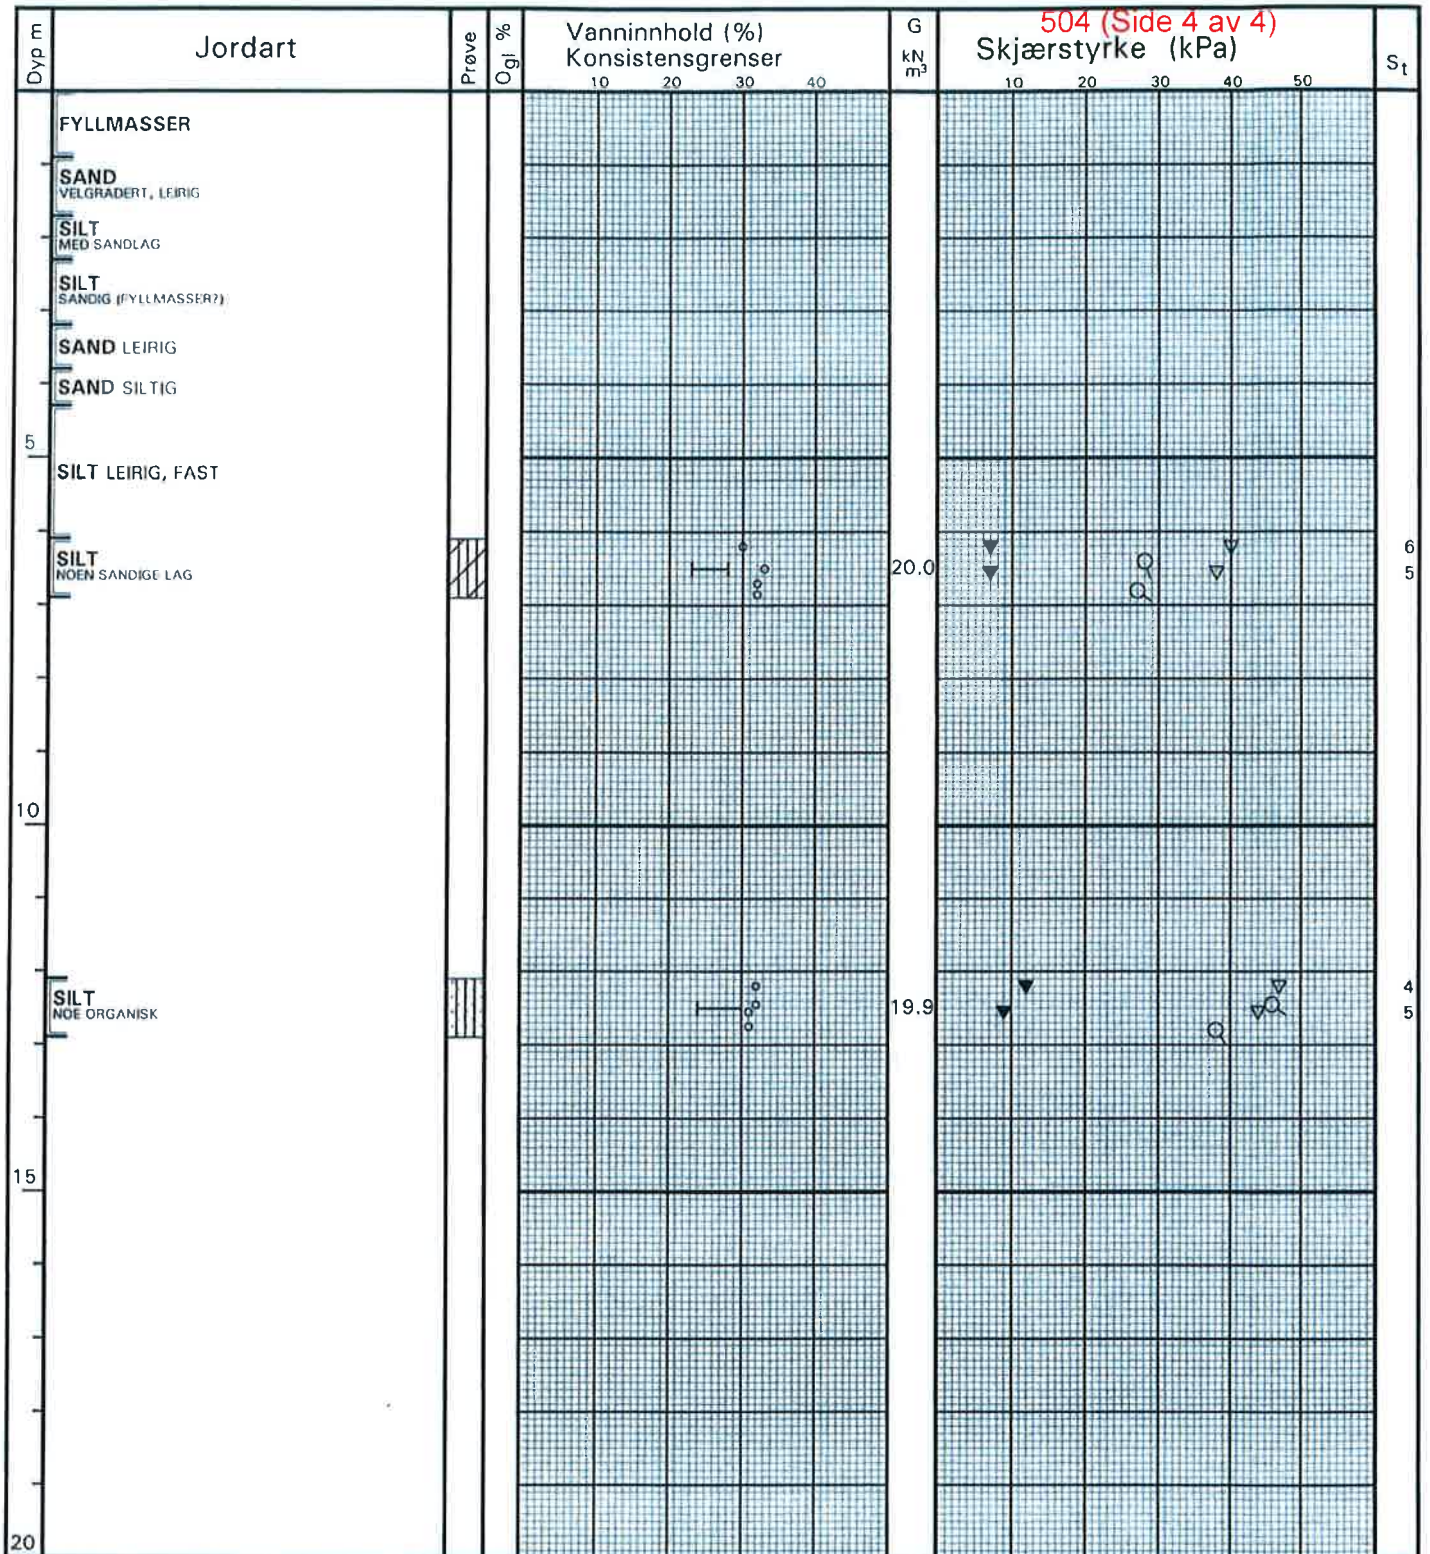 504 (Side 4 av 4)
Dyp m
Jordart
Prøve
Ogl %
Vanninnhold (%)
Konsistensgrenser
10 20 30 40
G
kN
m³
Skjærstyrke (kPa)
10 20 30 40 50
St
FYLLMASSER
SAND
VELGRADERT, LEIRIG
SILT
MED SANDLAG
SILT
SANDIG (FYLLMASSER?)
SAND LEIRIG
SAND SILTIG
5
SILT LEIRIG, FAST
SILT
NOEN SANDIGE LAG
20.0
6
5
10
SILT
NOE ORGANISK
19.9
4
5
15
20